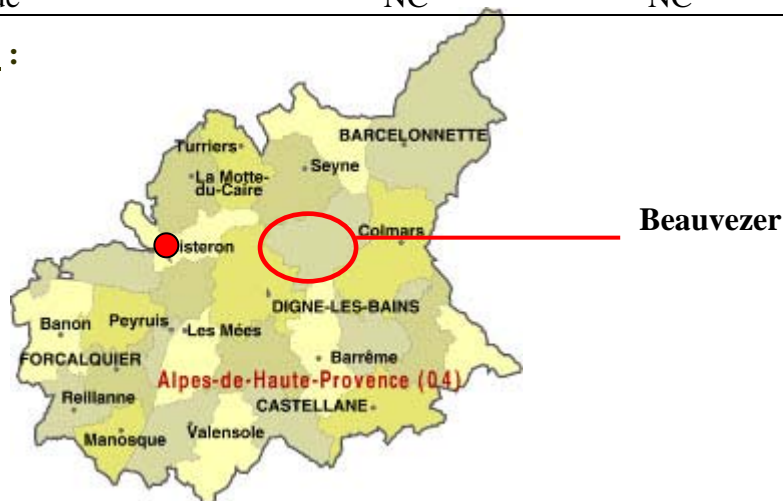 NC NC
:
BARCELONNETTE
Turriers
Seyne
La Motte-
du-Caire
Beauvezer
Colmars
isteron
DIGNE-LES-BAINS
Banon
Peyruis
Les Mées
FORCALQUIER
Barrême
Alpes-de-Haute-Provence (04)
Reillanne
CASTELLANE
Manosque
Valensole